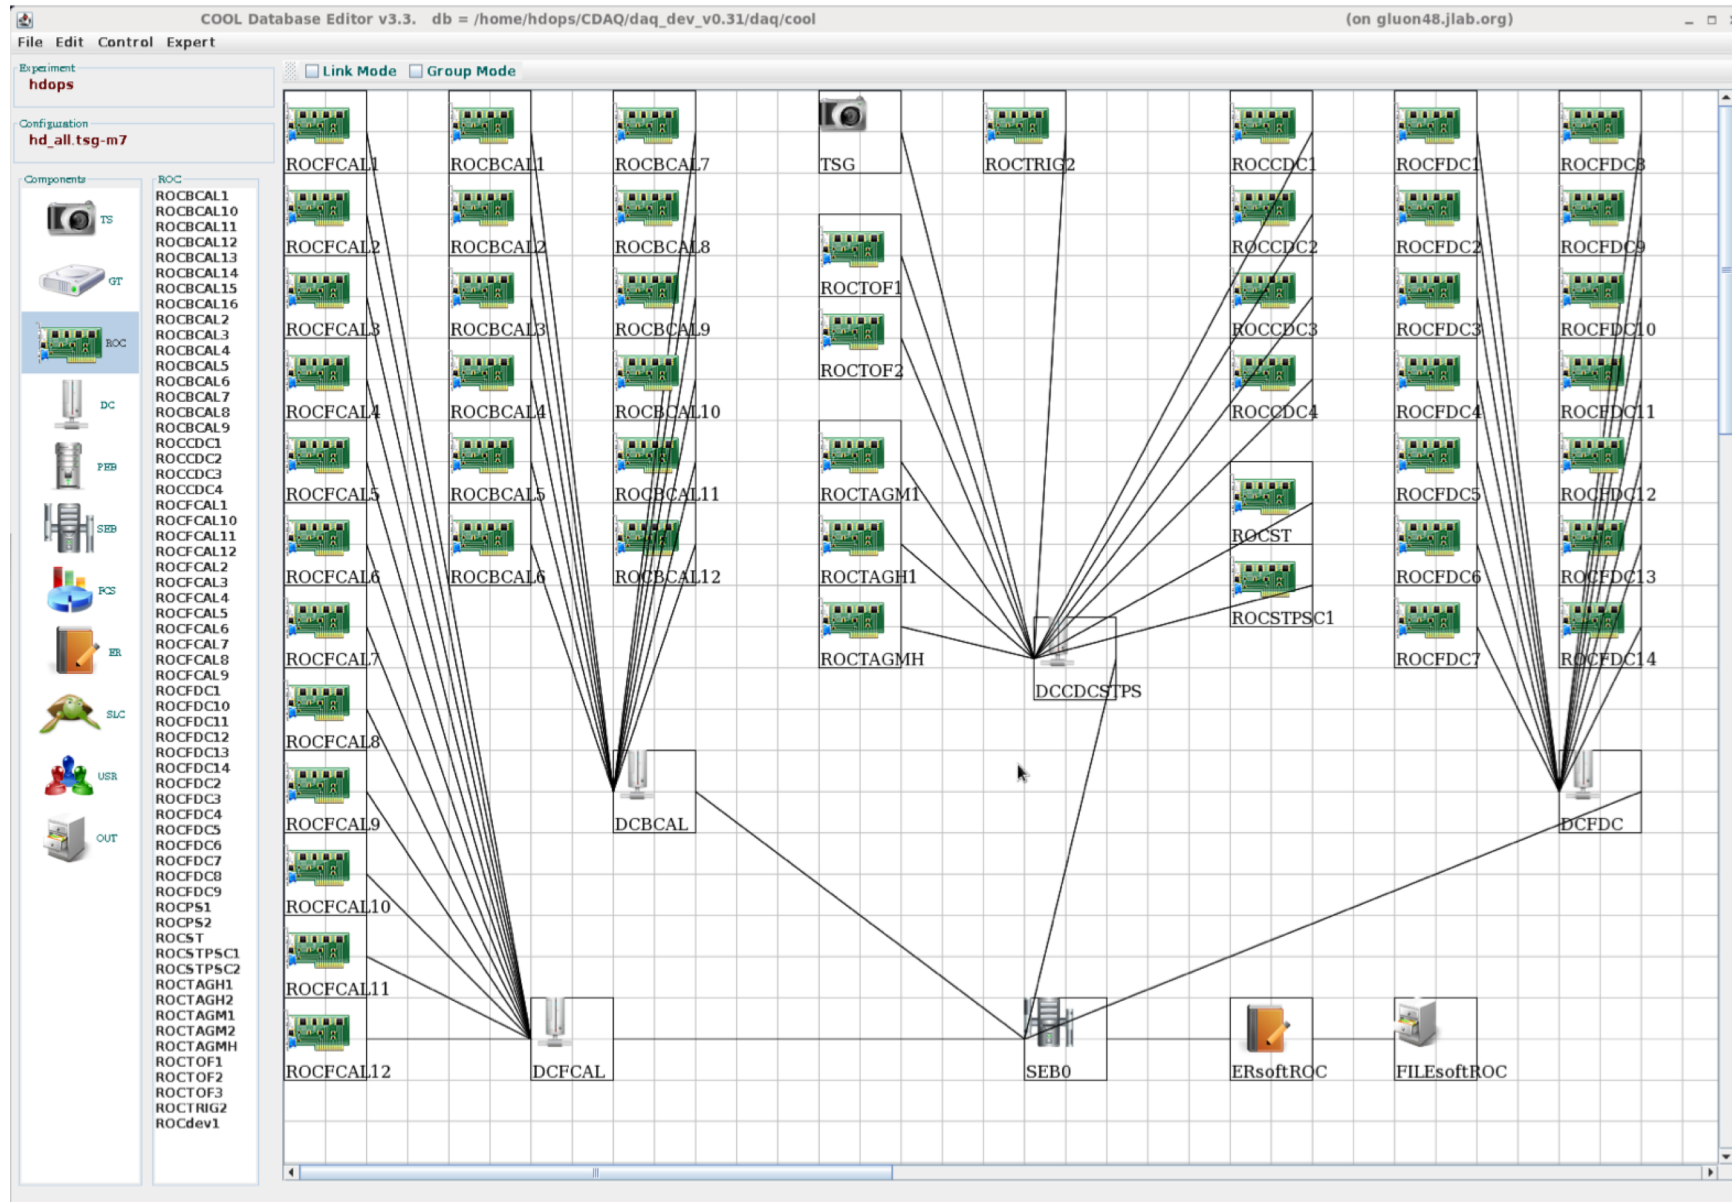 COOL Database Editor v3.3. db = /home/hdops/CDAQ/daq_dev_v0.31/daq/cool (on gluon48.jlab.org)
File Edit Control Expert
Experiment
hdops
Configuration
hd_all.tsg-m7
Components
TS
GT
ROC
DC
PEB
SEB
FCS
ER
SLC
USR
OUT
ROC
ROCBCAL1
ROCBCAL10
ROCBCAL11
ROCBCAL12
ROCBCAL13
ROCBCAL14
ROCBCAL15
ROCBCAL16
ROCBCAL2
ROCBCAL3
ROCBCAL4
ROCBCAL5
ROCBCAL6
ROCBCAL7
ROCBCAL8
ROCBCAL9
ROCCDC1
ROCCDC2
ROCCDC3
ROCCDC4
ROCFCAL1
ROCFCAL10
ROCFCAL11
ROCFCAL12
ROCFCAL2
ROCFCAL3
ROCFCAL4
ROCFCAL5
ROCFCAL6
ROCFCAL7
ROCFCAL8
ROCFCAL9
ROCFDC1
ROCFDC10
ROCFDC11
ROCFDC12
ROCFDC13
ROCFDC14
ROCFDC2
ROCFDC3
ROCFDC4
ROCFDC5
ROCFDC6
ROCFDC7
ROCFDC8
ROCFDC9
ROCPS1
ROCPS2
ROCST
ROCSTPSC1
ROCSTPSC2
ROCTAGH1
ROCTAGH2
ROCTAGM1
ROCTAGM2
ROCTAGMH
ROCTOF1
ROCTOF2
ROCTOF3
ROCTRIG2
ROCdev1
Link Mode Group Mode
ROCFCAL1
ROCFCAL2
ROCFCAL3
ROCFCAL4
ROCFCAL5
ROCFCAL6
ROCFCAL7
ROCFCAL8
ROCFCAL9
ROCFCAL10
ROCFCAL11
ROCFCAL12
ROCBCAL1
ROCBCAL2
ROCBCAL3
ROCBCAL4
ROCBCAL5
ROCBCAL6
ROCBCAL7
ROCBCAL8
ROCBCAL9
ROCBCAL10
ROCBCAL11
ROCBCAL12
TSG
ROCTOF1
ROCTOF2
ROCTAGM1
ROCTAGH1
ROCTAGMH
ROCTRIG2
ROCCDC1
ROCCDC2
ROCCDC3
ROCCDC4
ROCST
ROCSTPSC1
ROCFDC1
ROCFDC2
ROCFDC3
ROCFDC4
ROCFDC5
ROCFDC6
ROCFDC7
ROCFDC8
ROCFDC9
ROCFDC10
ROCFDC11
ROCFDC12
ROCFDC13
ROCFDC14
DCCDCSTPS
DCBCAL
DCFDC
DCFCAL
SEB0
ERsoftROC
FILEsoftROC